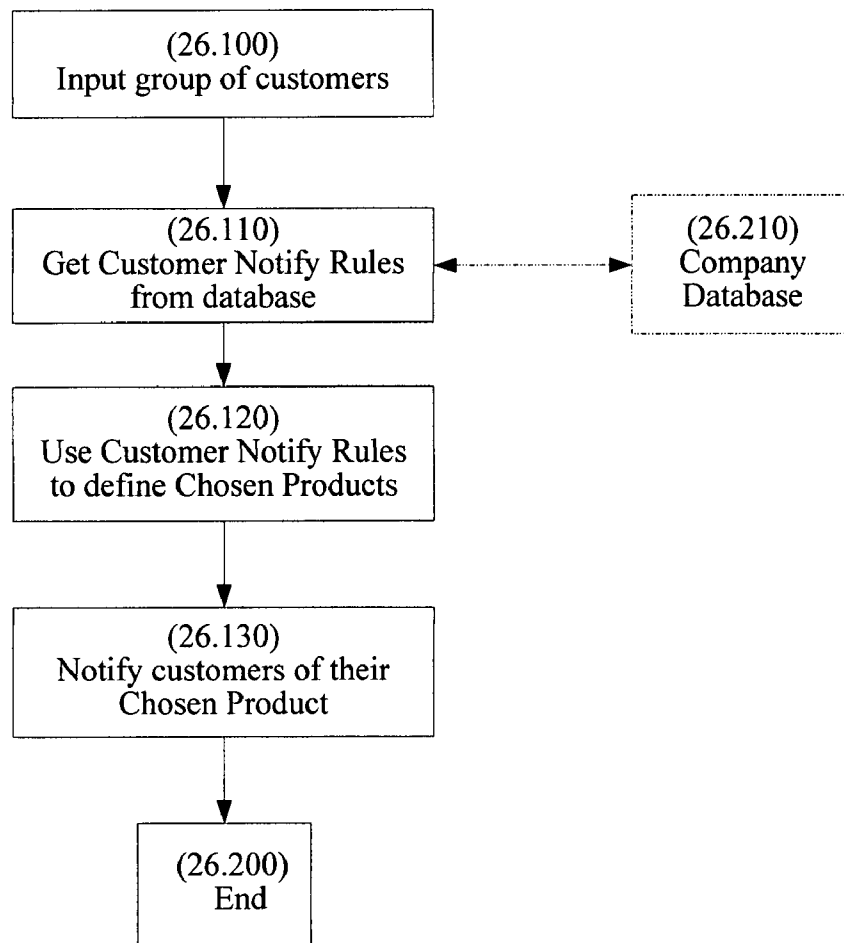 (26.100)
Input group of customers
(26.110)
Get Customer Notify Rules
from database
(26.210)
Company
Database
(26.120)
Use Customer Notify Rules
to define Chosen Products
(26.130)
Notify customers of their
Chosen Product
(26.200)
End